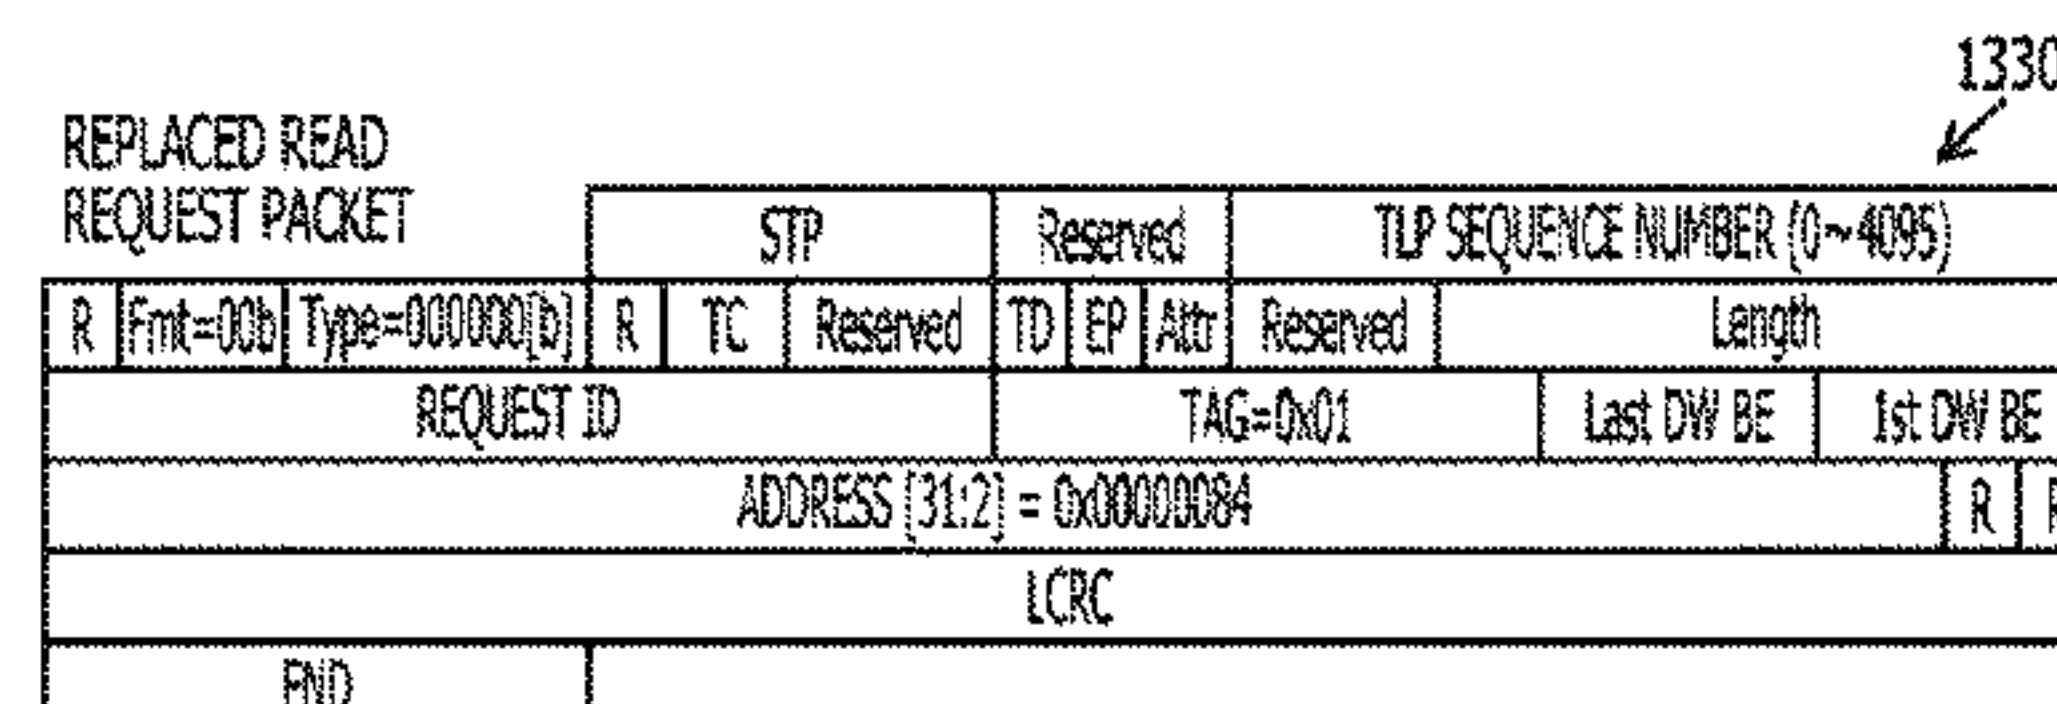 1330
REPLACED READ
REQUEST PACKET
STP Reserved TLP SEQUENCE NUMBER (0~4095)
R Fmt=00b Type=000000[b] R TC Reserved TD EP Attr Reserved Length
REQUEST ID TAG=0x01 Last DW BE 1st DW BE
ADDRESS [31:2] = 0x00000084 R
LCRC
END